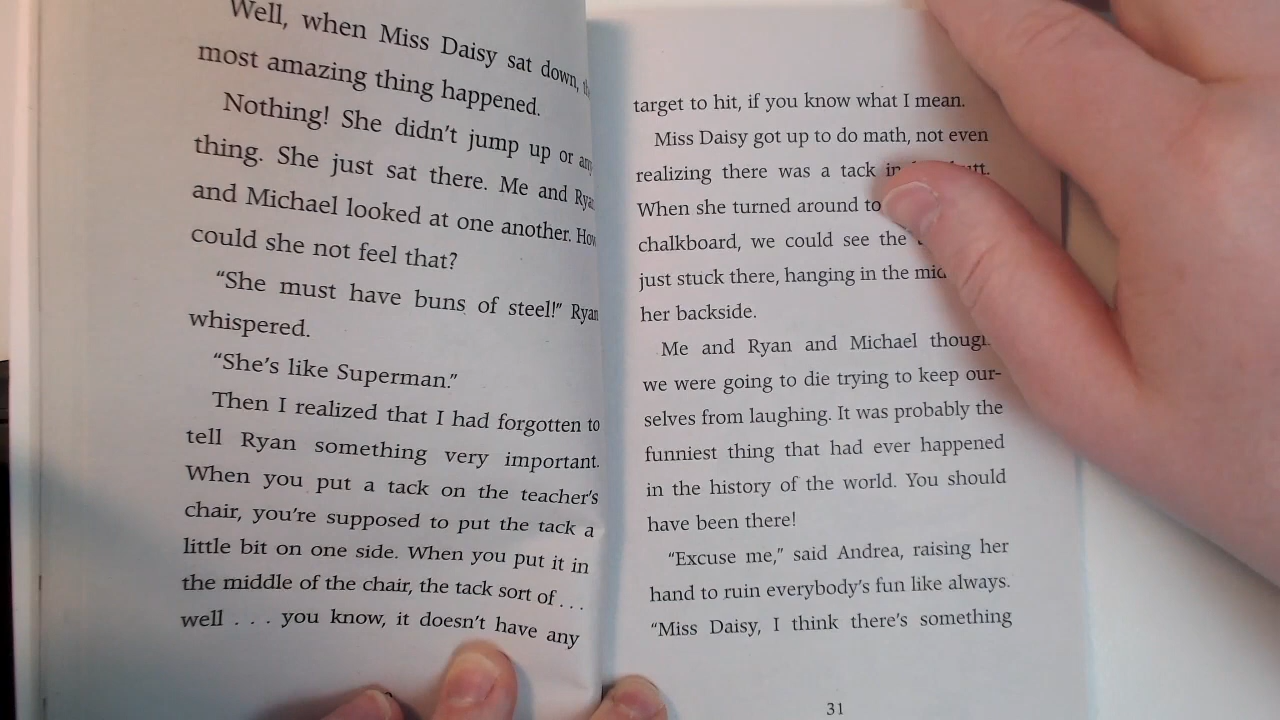 Well, when Miss Daisy sat down,
most amazing thing happened.
Nothing! She didn't jump up or
thing. She just sat there. Me and
and Michael looked at one another. How
could she not feel that?
“She must have buns of steel!” Ryan
whispered.
“She's like Superman.”
Then I realized that I had forgotten to
tell Ryan something very important.
When you put a tack on the teacher's
chair, you're supposed to put the tack a
little bit on one side. When you put it in
the middle of the chair, the tack sort of . . .
well . . . you know, it doesn't have any
target to hit, if you know what I mean.
Miss Daisy got up to do math, not even
realizing there was a tack in
When she turned around to
chalkboard, we could see the
just stuck there, hanging in the
her backside.
Me and Ryan and Michael
we were going to die trying to keep our-
selves from laughing. It was probably the
funniest thing that had ever happened
in the history of the world. You should
have been there!
“Excuse me,” said Andrea, raising her
hand to ruin everybody's fun like always.
“Miss Daisy, I think there's something
31